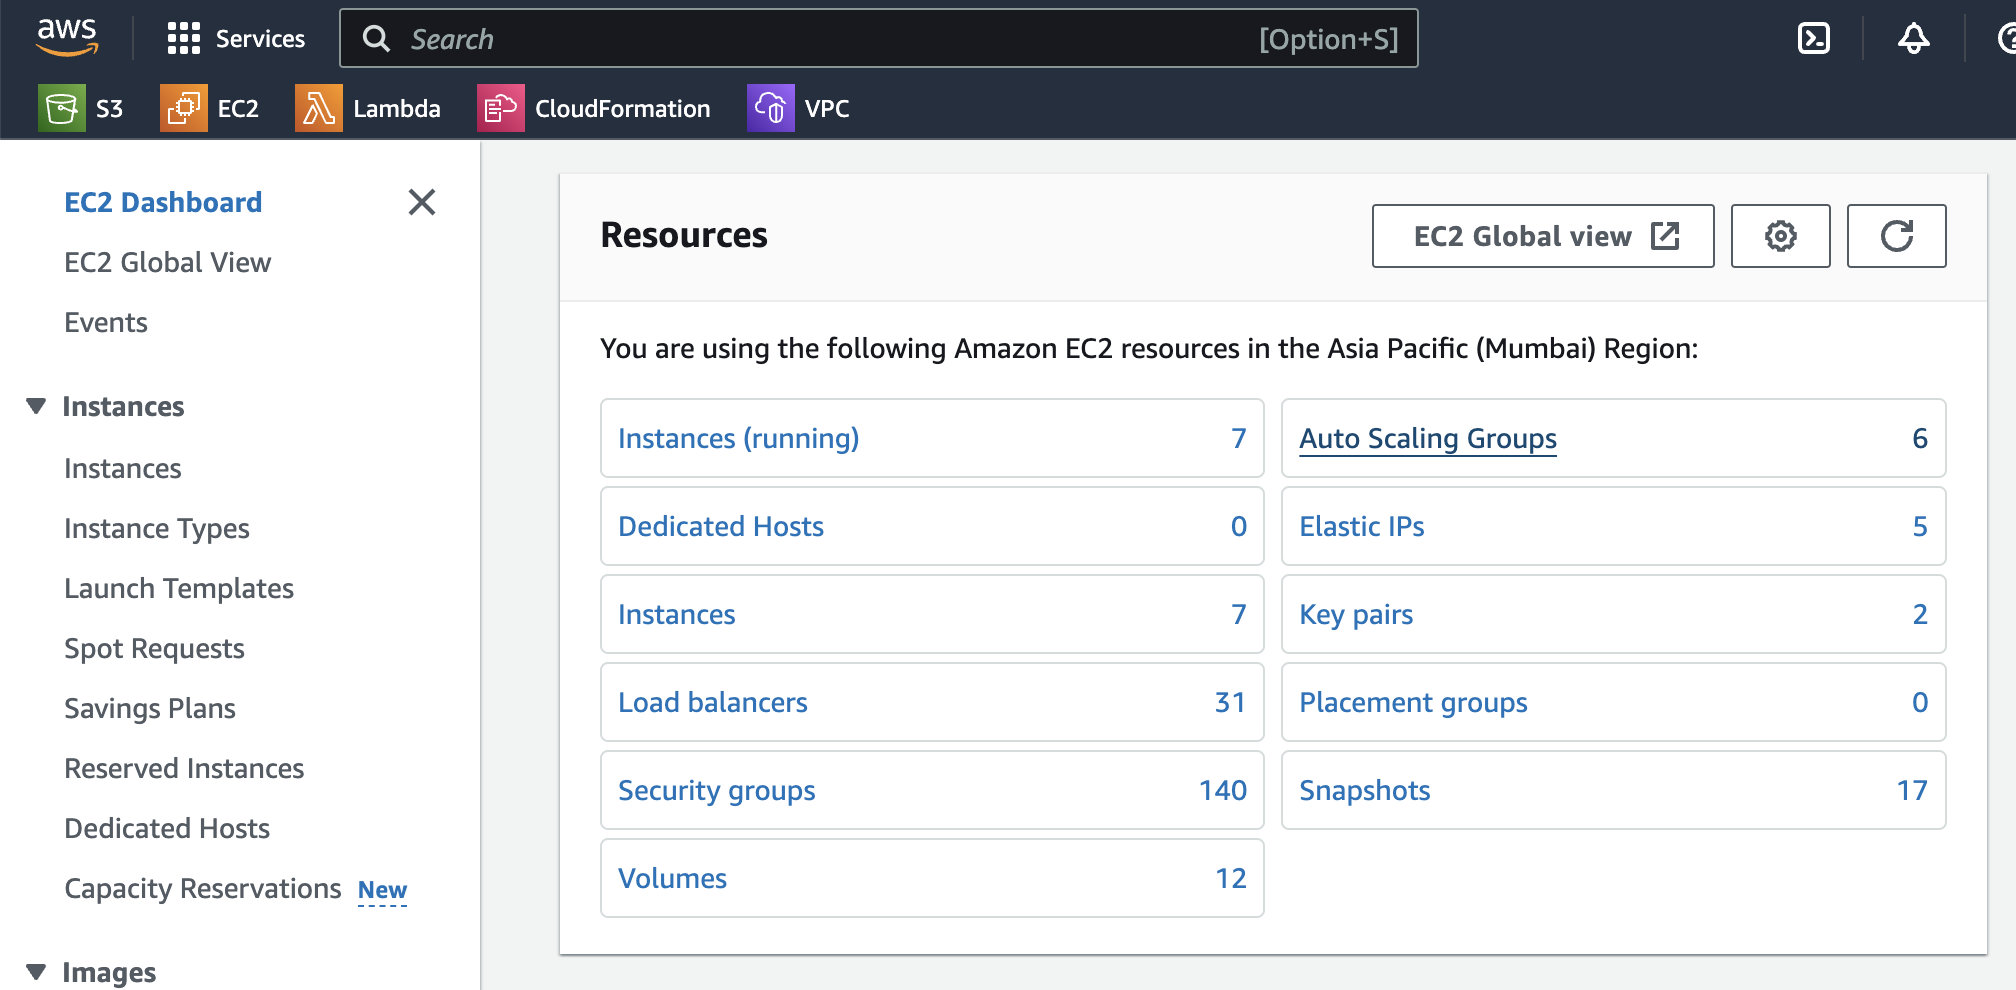 aws Services Search [Option+S]
S3 EC2 Lambda CloudFormation VPC
EC2 Dashboard
EC2 Global View
Events
Instances
Instances
Instance Types
Launch Templates
Spot Requests
Savings Plans
Reserved Instances
Dedicated Hosts
Capacity Reservations New
Images
Resources
EC2 Global view
You are using the following Amazon EC2 resources in the Asia Pacific (Mumbai) Region:
Instances (running) 7
Auto Scaling Groups 6
Dedicated Hosts 0
Elastic IPs 5
Instances 7
Key pairs 2
Load balancers 31
Placement groups 0
Security groups 140
Snapshots 17
Volumes 12